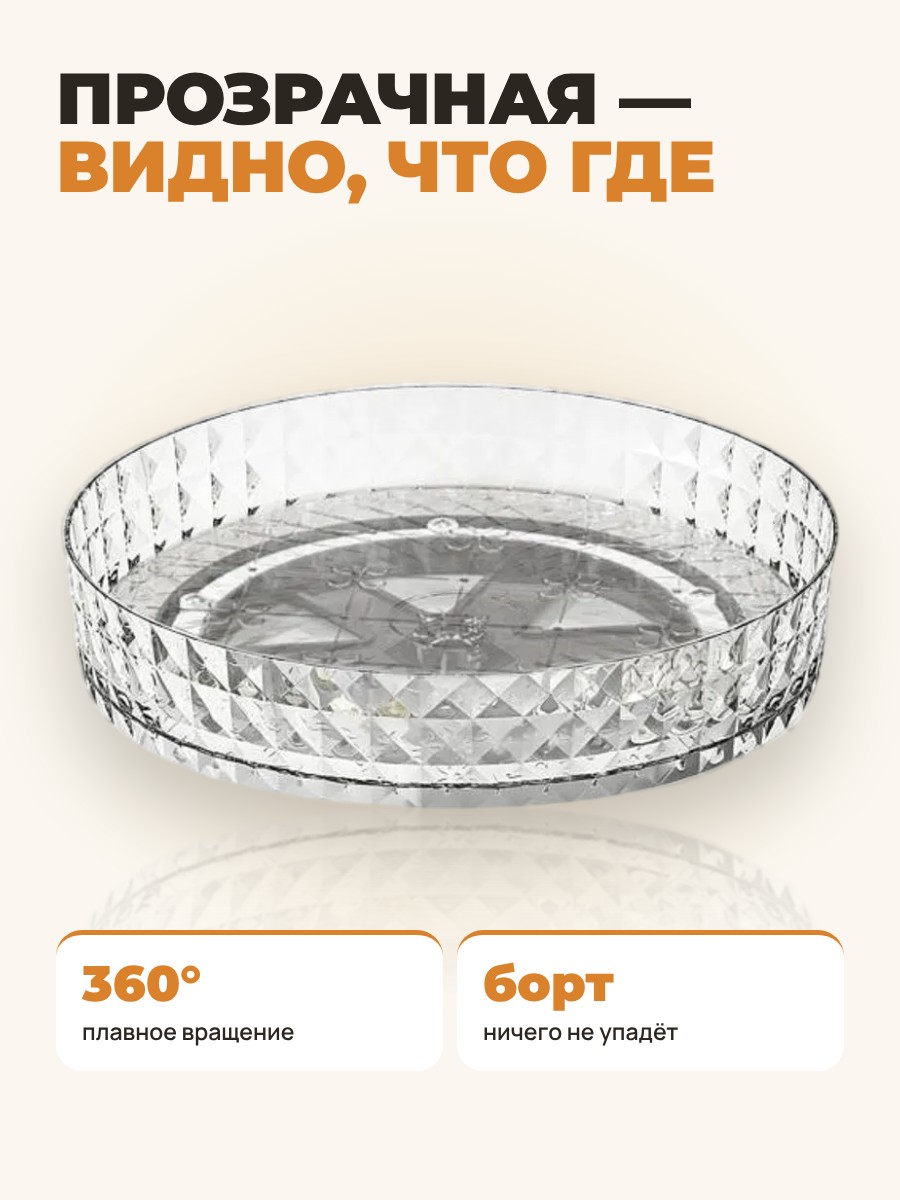 ПРОЗРАЧНАЯ —
ВИДНО, ЧТО ГДЕ
360°
плавное вращение
борт
ничего не упадёт